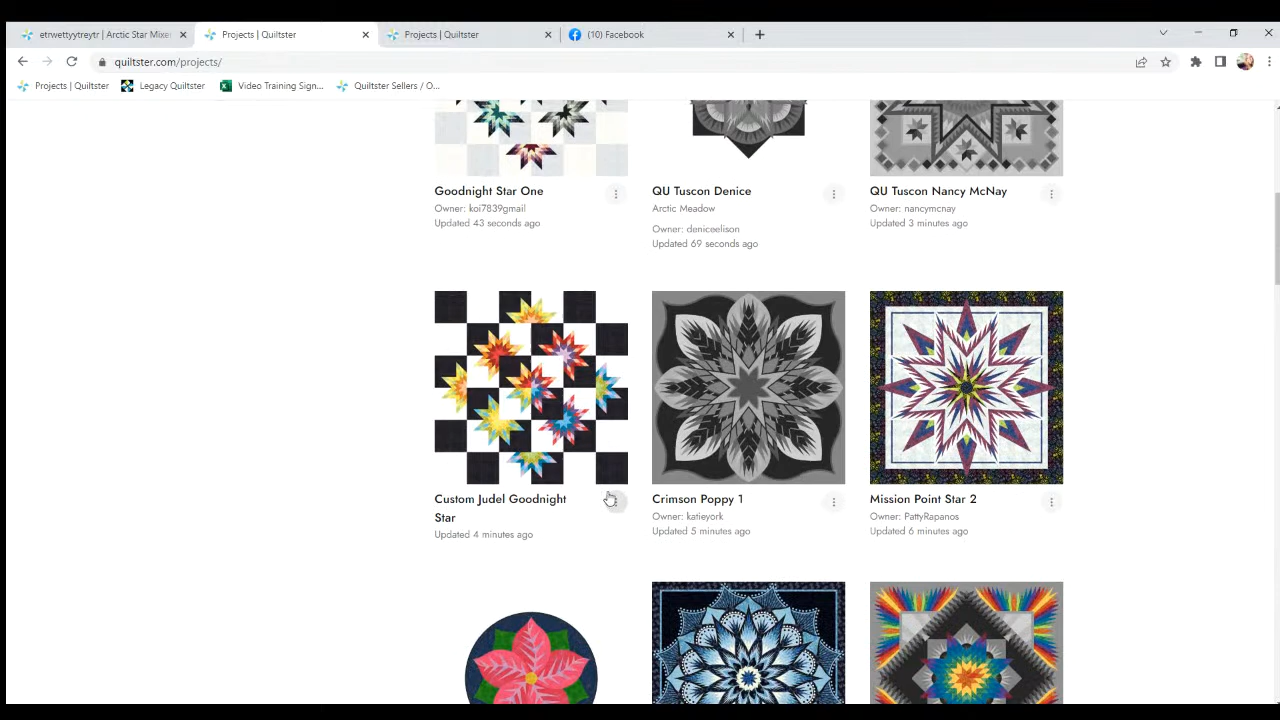 etrwettyytreytr | Arctic Star Mixer
Projects | Quiltster
Projects | Quiltster
(10) Facebook
quiltster.com/projects/
Projects | Quiltster
Legacy Quiltster
Video Training Sign...
Quiltster Sellers / O...
Goodnight Star One
Owner: koi7839gmail
Updated 43 seconds ago
QU Tuscon Denice
Arctic Meadow
Owner: deniceelison
Updated 69 seconds ago
QU Tuscon Nancy McNay
Owner: nancymcnay
Updated 3 minutes ago
Custom Judel Goodnight
Star
Updated 4 minutes ago
Crimson Poppy 1
Owner: katieyork
Updated 5 minutes ago
Mission Point Star 2
Owner: PattyRapanos
Updated 6 minutes ago